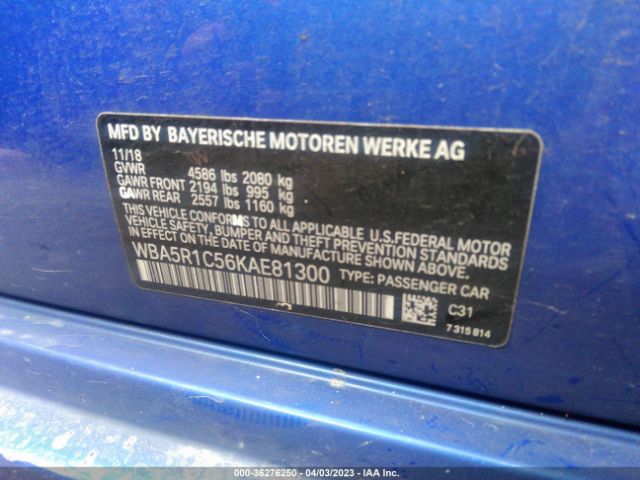 MFD BY BAYERISCHE MOTOREN WERKE AG
11/18
GVWR 4586 lbs 2080 kg
GAWR FRONT 2194 lbs 995 kg
GAWR REAR 2557 lbs 1160 kg
THIS VEHICLE CONFORMS TO ALL APPLICABLE U.S.FEDERAL MOTOR
VEHICLE SAFETY, BUMPER AND THEFT PREVENTION STANDARDS
IN EFFECT ON THE DATE OF MANUFACTURE SHOWN ABOVE.
WBA5R1C56KAE81300 TYPE: PASSENGER CAR
C31
7 315 814
000-36276250 - 04/03/2023 - IAA Inc.